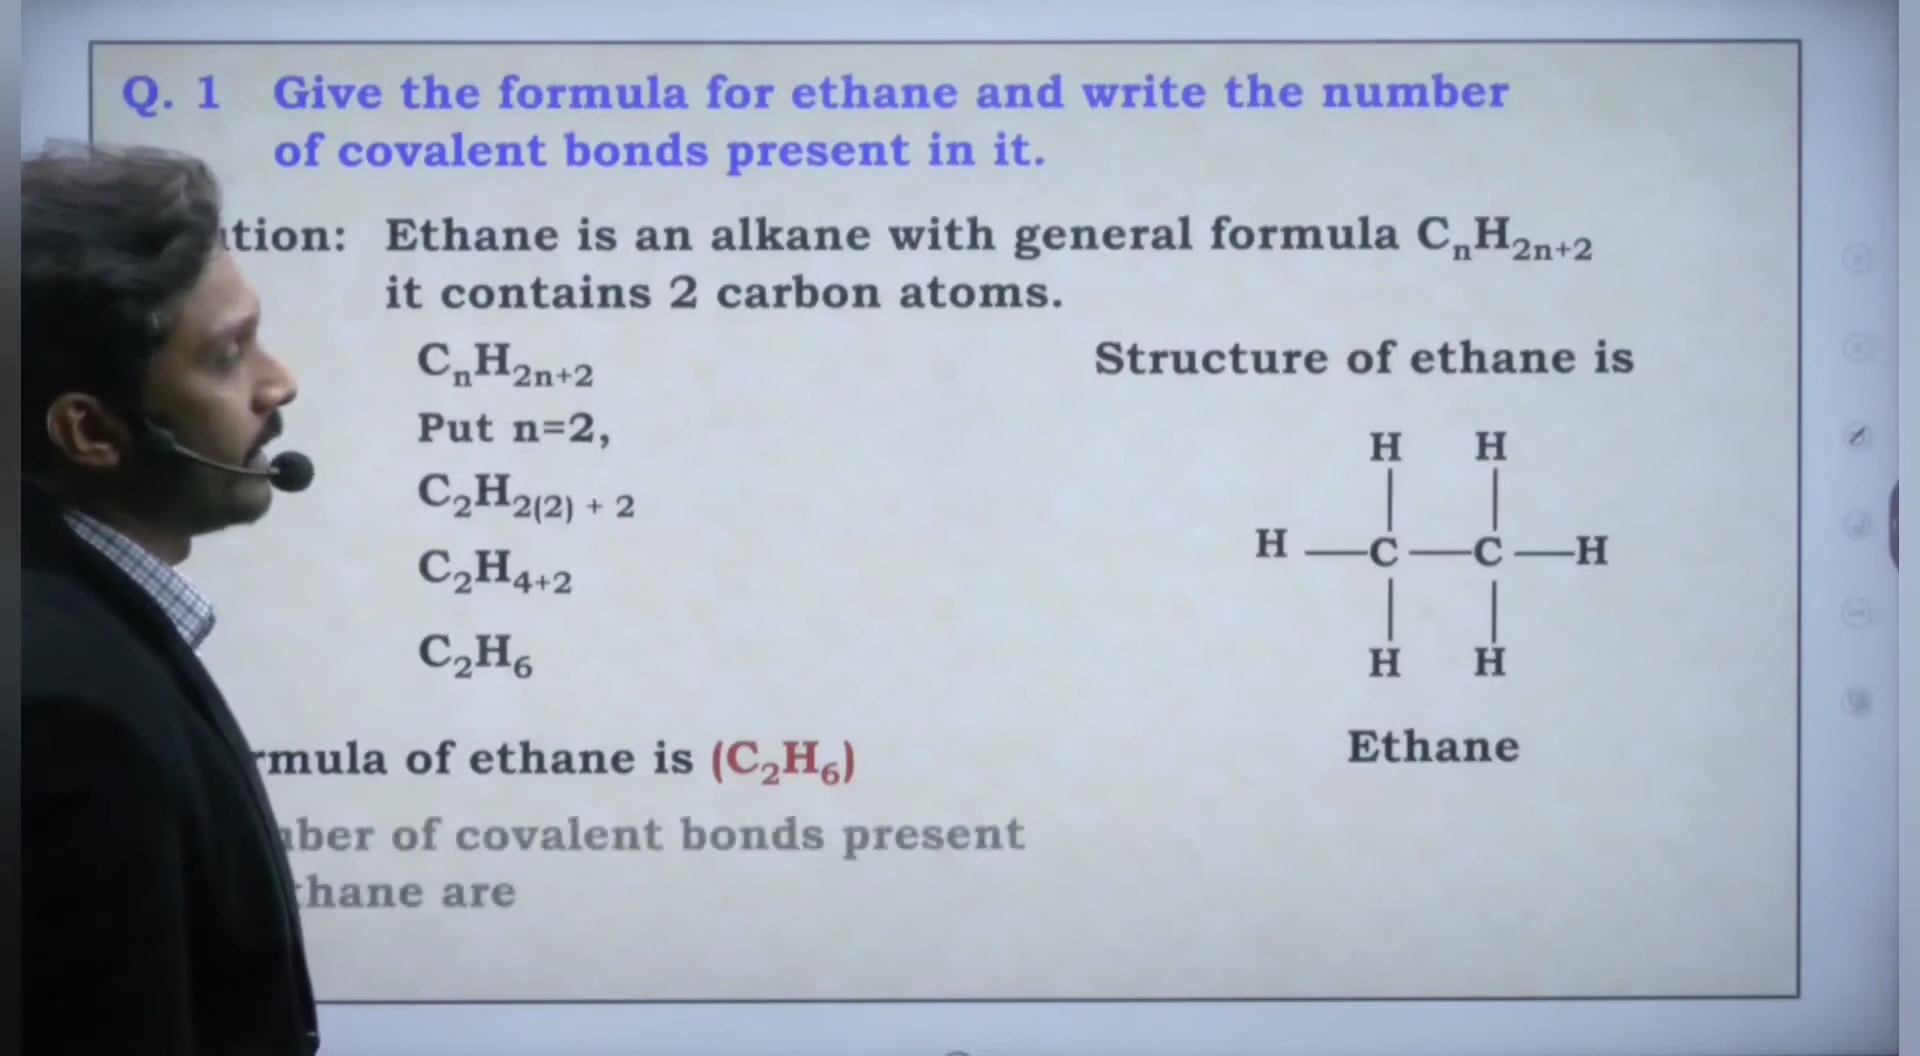 Q. 1 Give the formula for ethane and write the number
of covalent bonds present in it.
tion: Ethane is an alkane with general formula CₙH₂ₙ₊₂
it contains 2 carbon atoms.
CₙH₂ₙ₊₂
Put n=2,
C₂H₂₍₂₎ ₊ ₂
C₂H₄₊₂
C₂H₆
rmula of ethane is (C₂H₆)
ber of covalent bonds present
hane are
Structure of ethane is
H H
H —C —C —H
H H
Ethane